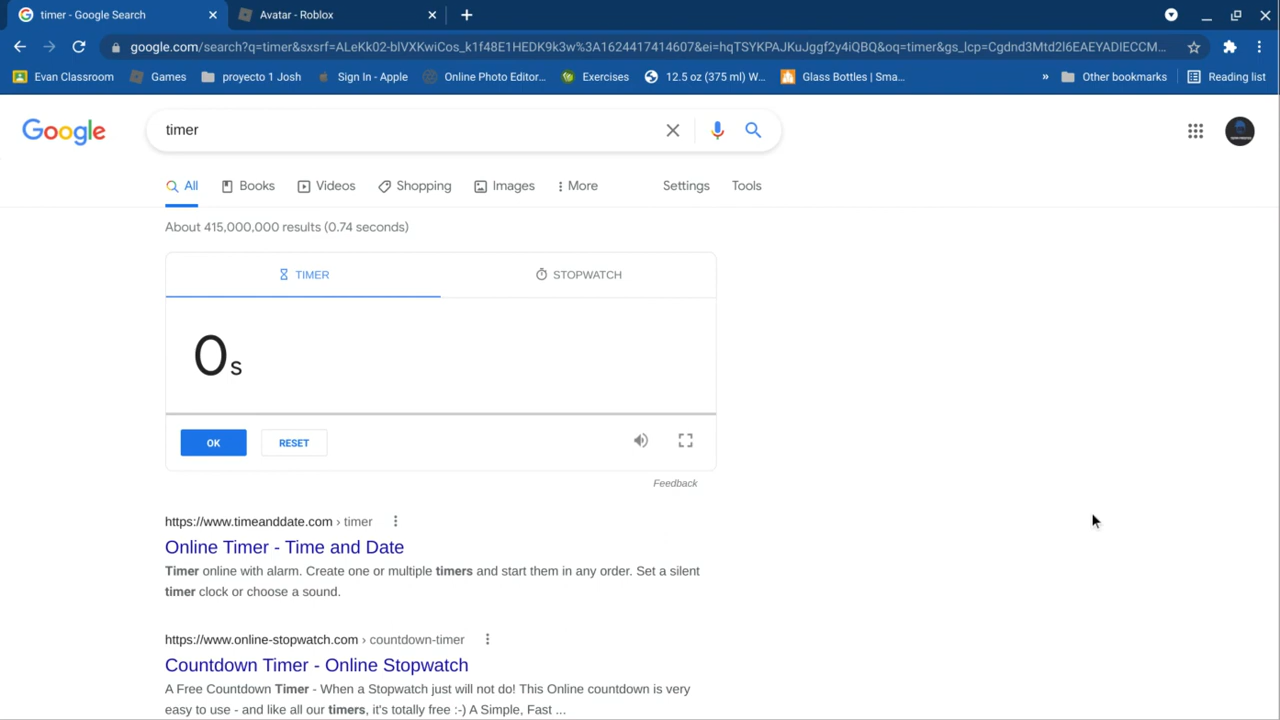 timer - Google Search
Avatar - Roblox
google.com/search?q=timer&sxsrf=ALeKk02-blVXKwiCos_k1f48E1HEDK9k3w%3A1624417414607&ei=hqTSYKPAJKuJggf2y4iQBQ&oq=timer&gs_lcp=Cgdnd3Mtd2l6EAEYADIECCM...
Evan Classroom
Games
proyecto 1 Josh
Sign In - Apple
Online Photo Editor...
Exercises
12.5 oz (375 ml) W...
Glass Bottles | Sma...
»
Other bookmarks
Reading list
Google
timer
All
Books
Videos
Shopping
Images
More
Settings
Tools
About 415,000,000 results (0.74 seconds)
TIMER
STOPWATCH
0s
OK
RESET
Feedback
https://www.timeanddate.com › timer
Online Timer - Time and Date
Timer online with alarm. Create one or multiple timers and start them in any order. Set a silent
timer clock or choose a sound.
https://www.online-stopwatch.com › countdown-timer
Countdown Timer - Online Stopwatch
A Free Countdown Timer - When a Stopwatch just will not do! This Online countdown is very
easy to use - and like all our timers, it's totally free :-) A Simple, Fast ...